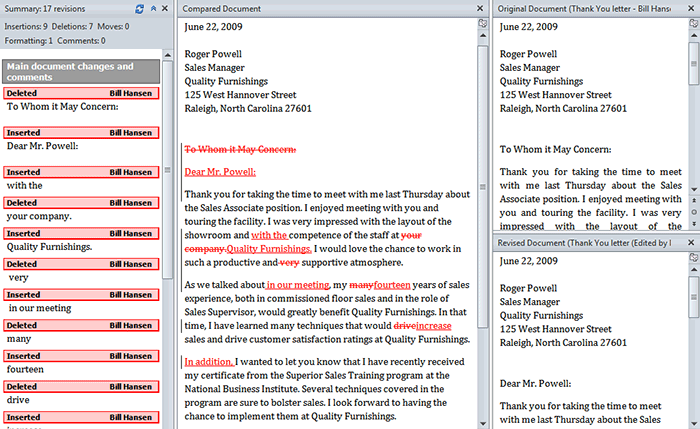 Summary: 17 revisions
Insertions: 9 Deletions: 7 Moves: 0
Formatting: 1 Comments: 0
Main document changes and
comments
Deleted Bill Hansen
To Whom it May Concern:
Inserted Bill Hansen
Dear Mr. Powell:
Inserted Bill Hansen
with the
Deleted Bill Hansen
your company.
Inserted Bill Hansen
Quality Furnishings.
Deleted Bill Hansen
very
Inserted Bill Hansen
in our meeting
Deleted Bill Hansen
many
Inserted Bill Hansen
fourteen
Deleted Bill Hansen
drive
Inserted Bill Hansen
Compared Document
June 22, 2009
Roger Powell
Sales Manager
Quality Furnishings
125 West Hannover Street
Raleigh, North Carolina 27601
To Whom it May Concern:
Dear Mr. Powell:
Thank you for taking the time to meet with me last Thursday about
the Sales Associate position. I enjoyed meeting with you and
touring the facility. I was very impressed with the layout of the
showroom and with the competence of the staff at your
company.Quality Furnishings. I would love the chance to work in
such a productive and very supportive atmosphere.
As we talked about in our meeting, my manyfourteen years of sales
experience, both in commissioned floor sales and in the role of
Sales Supervisor, would greatly benefit Quality Furnishings. In that
time, I have learned many techniques that would driveincrease
sales and drive customer satisfaction ratings at Quality Furnishings.
In addition, I wanted to let you know that I have recently received
my certificate from the Superior Sales Training program at the
National Business Institute. Several techniques covered in the
program are sure to bolster sales. I look forward to having the
chance to implement them at Quality Furnishings.
Original Document (Thank You letter - Bill Hanse
June 22, 2009
Roger Powell
Sales Manager
Quality Furnishings
125 West Hannover Street
Raleigh, North Carolina 27601
To Whom it May Concern:
Thank you for taking the time to meet
with me last Thursday about the Sales
Associate position. I enjoyed meeting with
you and touring the facility. I was very
impressed with the layout of the
Revised Document (Thank You letter (Edited by
June 22, 2009
Roger Powell
Sales Manager
Quality Furnishings
125 West Hannover Street
Raleigh, North Carolina 27601
Dear Mr. Powell:
Thank you for taking the time to meet
with me last Thursday about the Sales